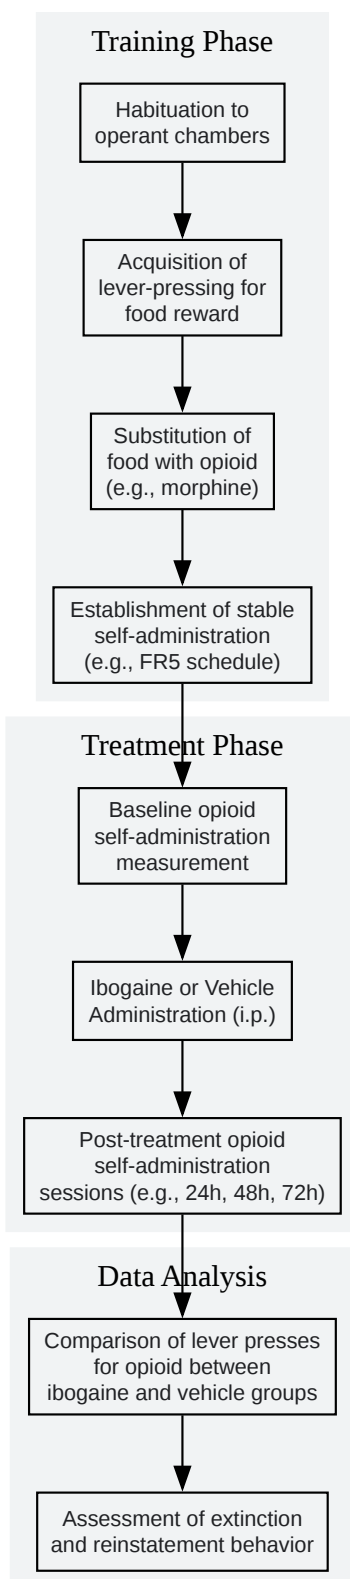 Training Phase
Habituation to
operant chambers
Acquisition of
lever-pressing for
food reward
Substitution of
food with opioid
(e.g., morphine)
Establishment of stable
self-administration
(e.g., FR5 schedule)
Treatment Phase
Baseline opioid
self-administration
measurement
Ibogaine or Vehicle
Administration (i.p.)
Post-treatment opioid
self-administration
sessions (e.g., 24h, 48h, 72h)
Data Analysis
Comparison of lever presses
for opioid between
ibogaine and vehicle groups
Assessment of extinction
and reinstatement behavior